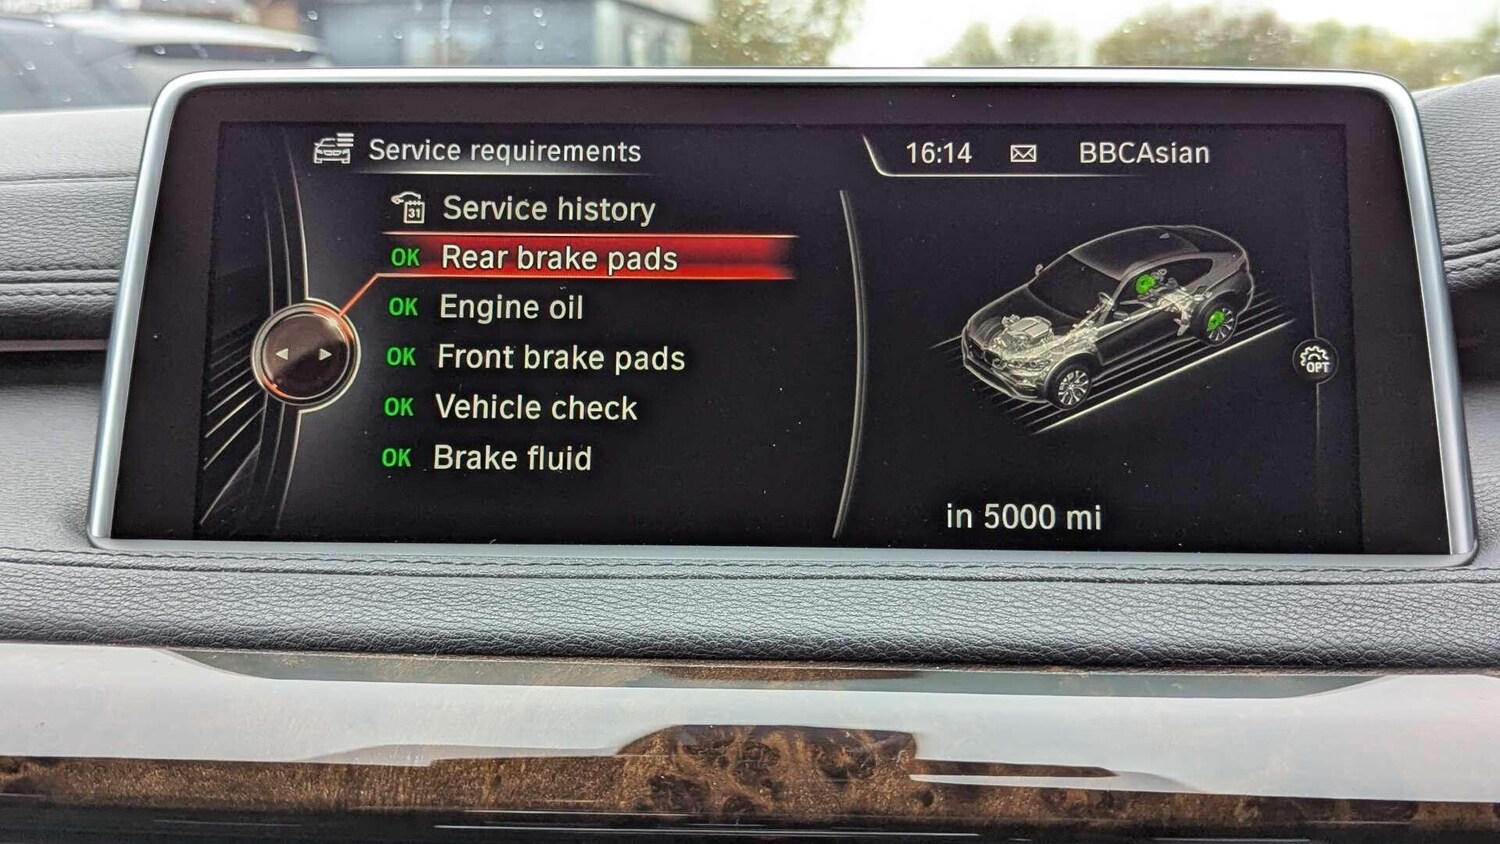 Service requirements
16:14 BBCAsian
31 Service history
OK Rear brake pads
OK Engine oil
OK Front brake pads
OK Vehicle check
OK Brake fluid
OPT
in 5000 mi